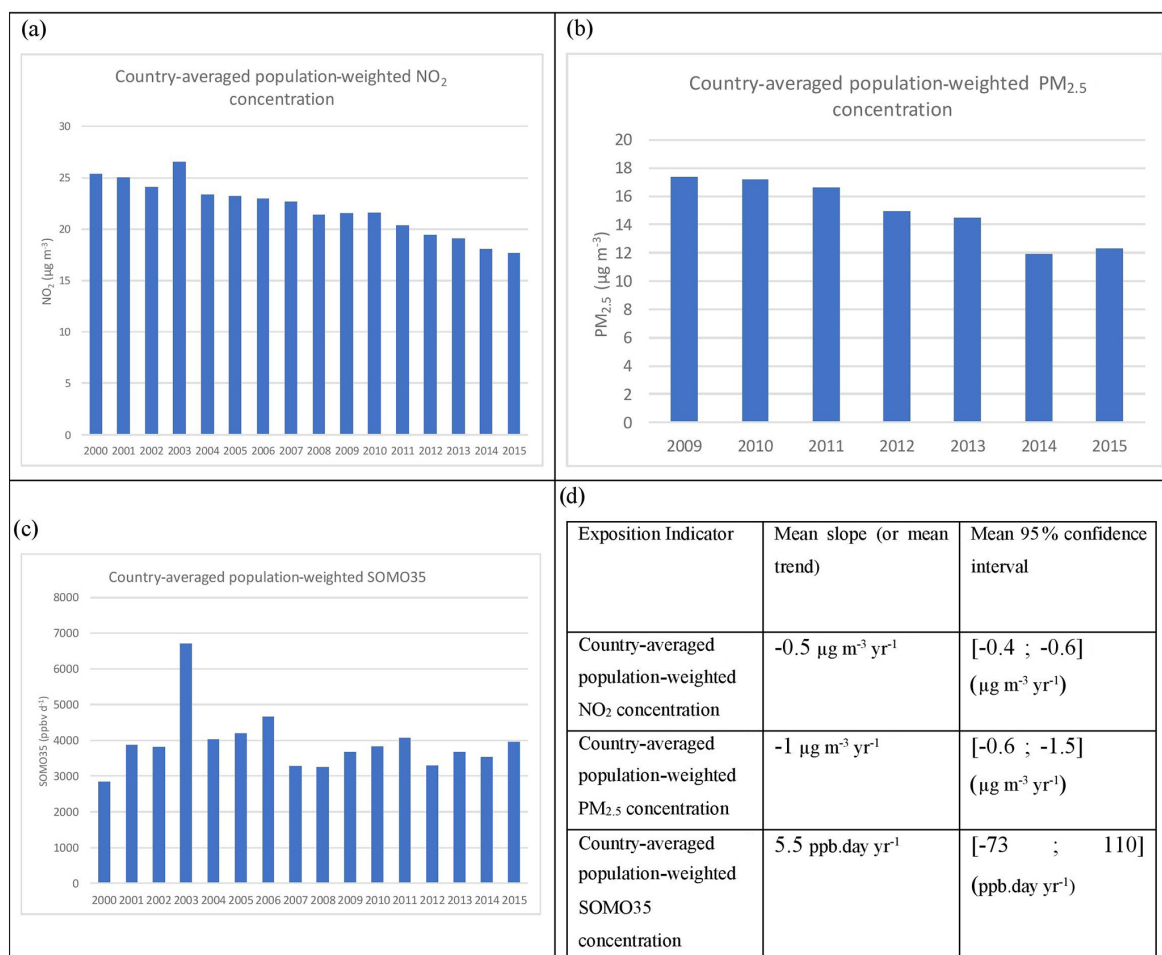 (a)
Country-averaged population-weighted NO₂
concentration
NO₂ (µg m⁻³)
30
25
20
15
10
5
0
2000 2001 2002 2003 2004 2005 2006 2007 2008 2009 2010 2011 2012 2013 2014 2015
(b)
Country-averaged population-weighted PM₂.₅
concentration
PM₂.₅ (µg m⁻³)
20
18
16
14
12
10
8
6
4
2
0
2009 2010 2011 2012 2013 2014 2015
(c)
Country-averaged population-weighted SOMO35
SOMO35 (ppbv d⁻¹)
8000
7000
6000
5000
4000
3000
2000
1000
0
2000 2001 2002 2003 2004 2005 2006 2007 2008 2009 2010 2011 2012 2013 2014 2015
(d)
Exposition Indicator
Mean slope (or mean
trend)
Mean 95% confidence
interval
Country-averaged
population-weighted
NO₂ concentration
-0.5 µg m⁻³ yr⁻¹
[-0.4 ; -0.6]
(µg m⁻³ yr⁻¹)
Country-averaged
population-weighted
PM₂.₅ concentration
-1 µg m⁻³ yr⁻¹
[-0.6 ; -1.5]
(µg m⁻³ yr⁻¹)
Country-averaged
population-weighted
SOMO35
concentration
5.5 ppb.day yr⁻¹
[-73 ; 110]
(ppb.day yr⁻¹)